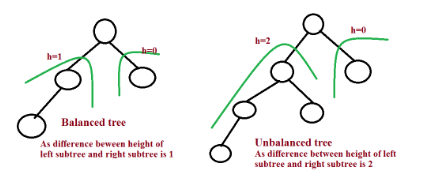 h=1
h=0
Balanced tree
As difference beween height of
left subtree and right subtree is 1
h=2
h=0
Unbalanced tree
As difference between height of left
subtree and right subtree is 2